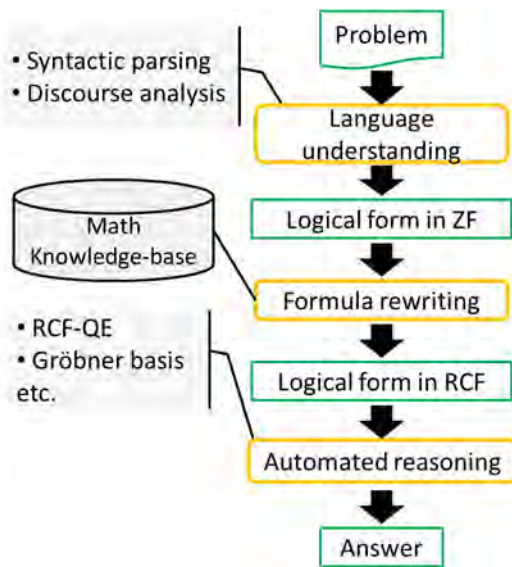 Problem
• Syntactic parsing
• Discourse analysis
Language
understanding
Logical form in ZF
Math
Knowledge-base
Formula rewriting
• RCF-QE
• Gröbner basis
etc.
Logical form in RCF
Automated reasoning
Answer